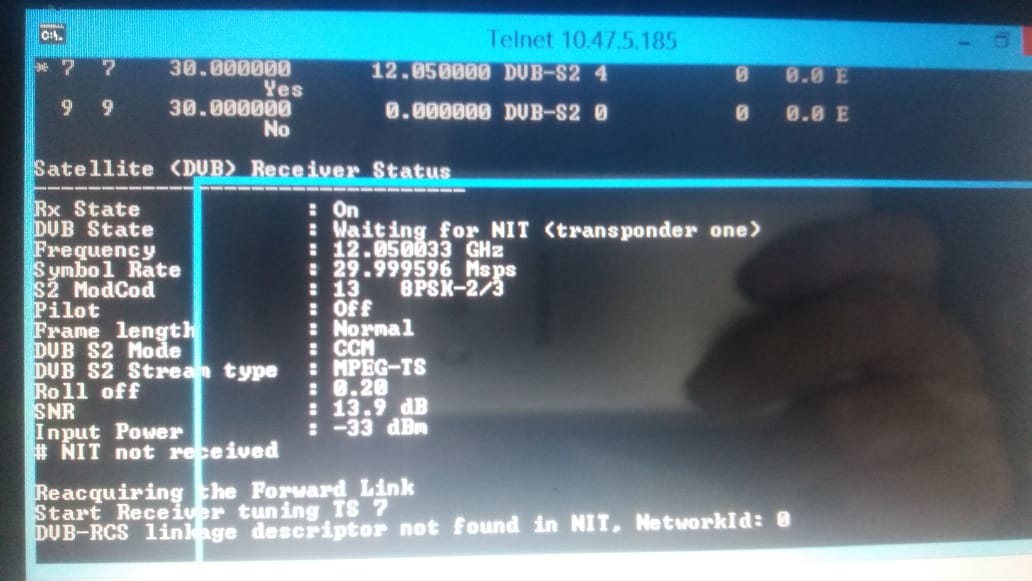 C:\.
Telnet 10.47.5.185
* 7 7 30.000000 12.050000 DVB-S2 4 0 0.0 E
Yes
9 9 30.000000 0.000000 DVB-S2 0 0 0.0 E
No
Satellite (DVB) Receiver Status
-------------------------------
Rx State : On
DVB State : Waiting for NIT (transponder one)
Frequency : 12.050033 GHz
Symbol Rate : 29.999596 Msps
S2 ModCod : 13 8PSK-2/3
Pilot : Off
Frame length : Normal
DVB S2 Mode : CCM
DVB S2 Stream type : MPEG-TS
Roll off : 0.20
SNR : 13.9 dB
Input Power : -33 dBm
# NIT not received
Reacquiring the Forward Link
Start Receiver tuning TS 7
DVB-RCS linkage descriptor not found in NIT, NetworkId: 0